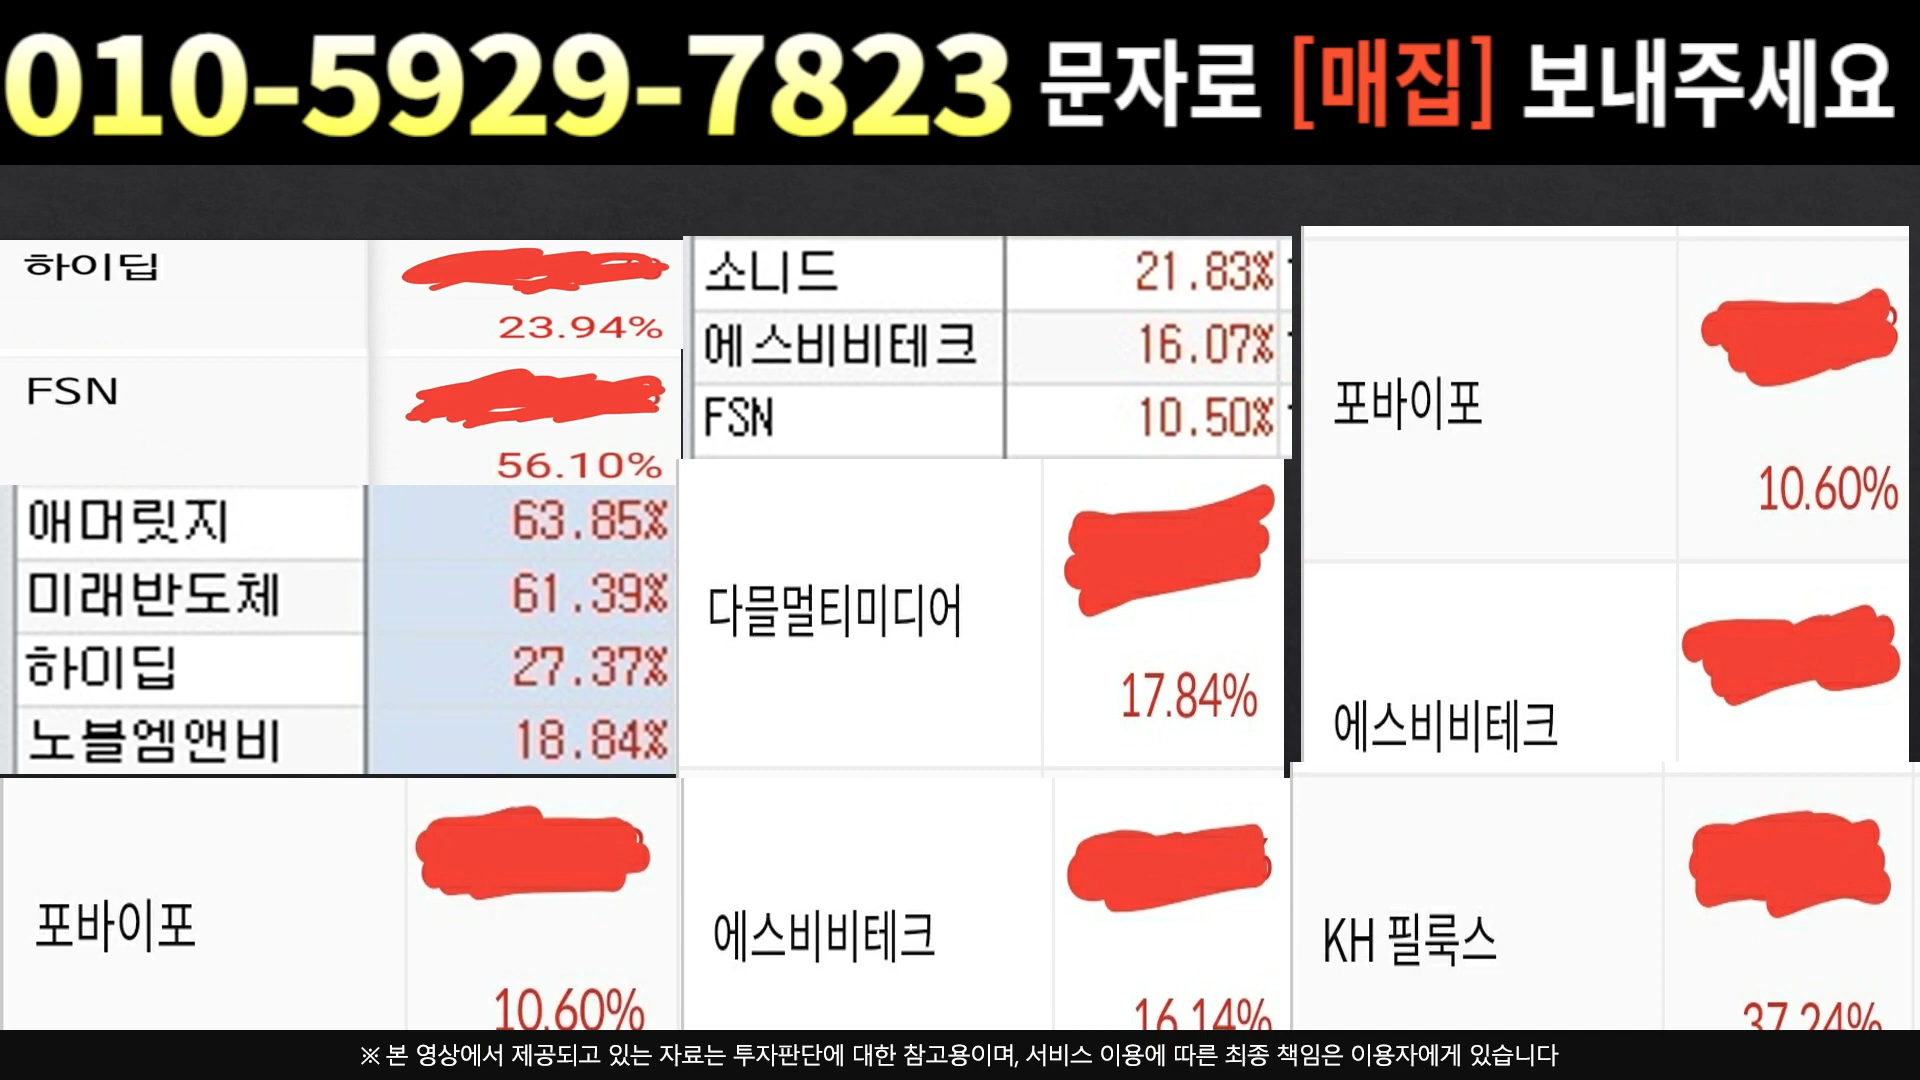 010-5929-7823 문자로 [매집] 보내주세요
하이딥
23.94%
FSN
56.10%
애머릿지 63.85%
미래반도체 61.39%
하이딥 27.37%
노블엠앤비 18.84%
소니드 21.83%
에스비비테크 16.07%
FSN 10.50%
다믈멀티미디어
17.84%
포바이포
10.60%
에스비비테크
포바이포
10.60%
에스비비테크
16.14%
KH 필룩스
37.24%
※ 본 영상에서 제공되고 있는 자료는 투자판단에 대한 참고용이며, 서비스 이용에 따른 최종 책임은 이용자에게 있습니다